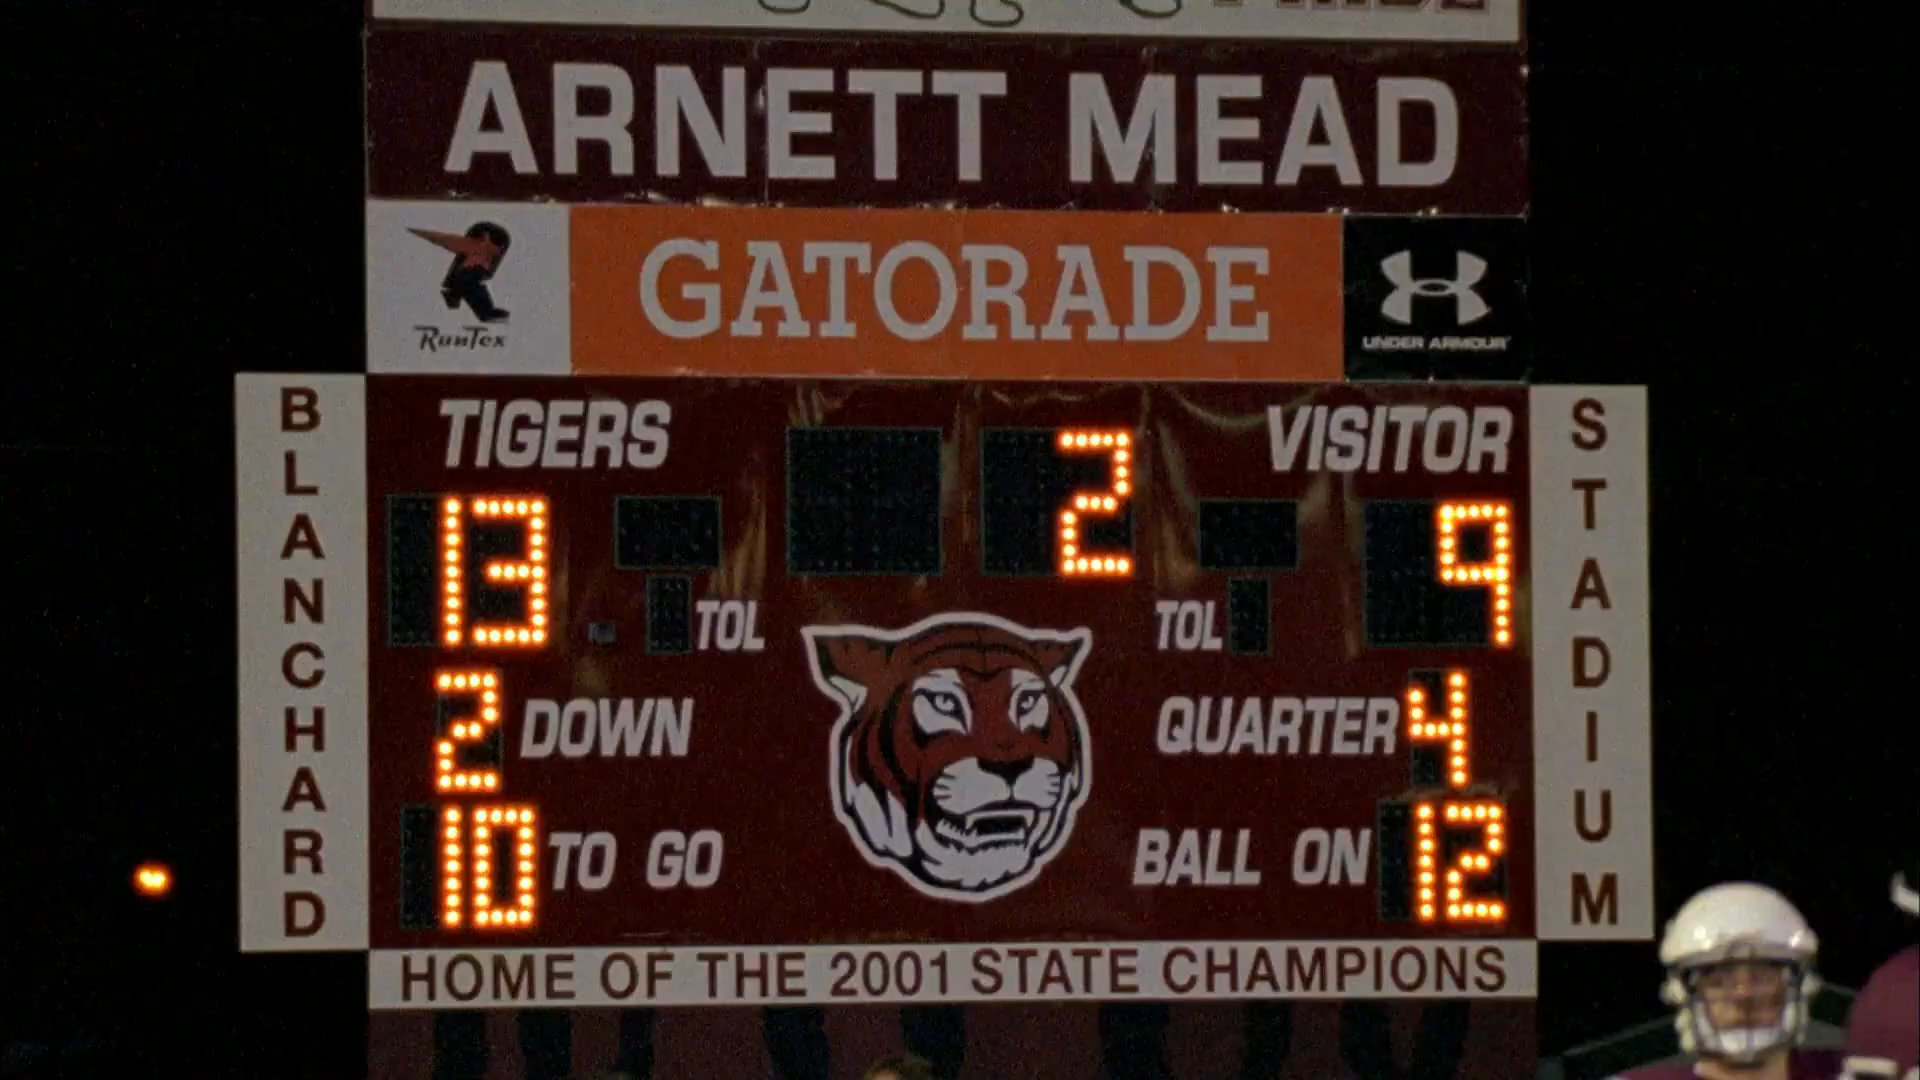 ARNETT MEAD
RunTex
GATORADE
UNDER ARMOUR
BLANCHARD
STADIUM
TIGERS
2
VISITOR
13
9
TOL
TOL
2 DOWN
QUARTER 4
10 TO GO
BALL ON 12
HOME OF THE 2001 STATE CHAMPIONS